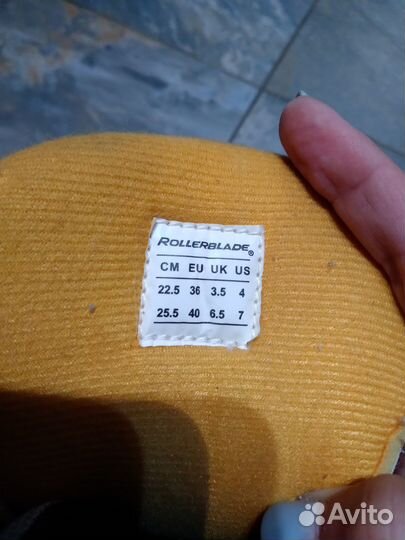 ROLLERBLADE®
CM EU UK US
22.5 36 3.5 4
25.5 40 6.5 7
Avito